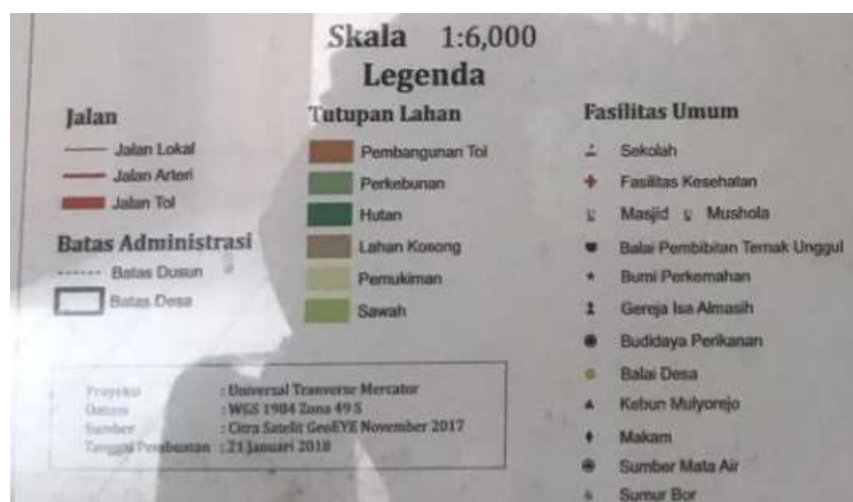 Skala 1:6,000
Legenda
Jalan
Jalan Lokal
Jalan Arteri
Jalan Tol
Batas Administrasi
Batas Dusun
Batas Desa
Tutupan Lahan
Pembangunan Tol
Perkebunan
Hutan
Lahan Kosong
Pemukiman
Sawah
Fasilitas Umum
Sekolah
Fasilitas Kesehatan
Masjid Mushola
Balai Pembibitan Ternak Unggul
Bumi Perkemahan
Gereja Isa Almasih
Budidaya Perikanan
Balai Desa
Kebun Mulyorejo
Makam
Sumber Mata Air
Sumur Bor
Proyeksi : Universal Tranverse Mercator
Datum : WGS 1984 Zona 49 S
Sumber : Citra Satelit GeoEYE November 2017
Tanggal Pembuatan : 21 Januari 2018